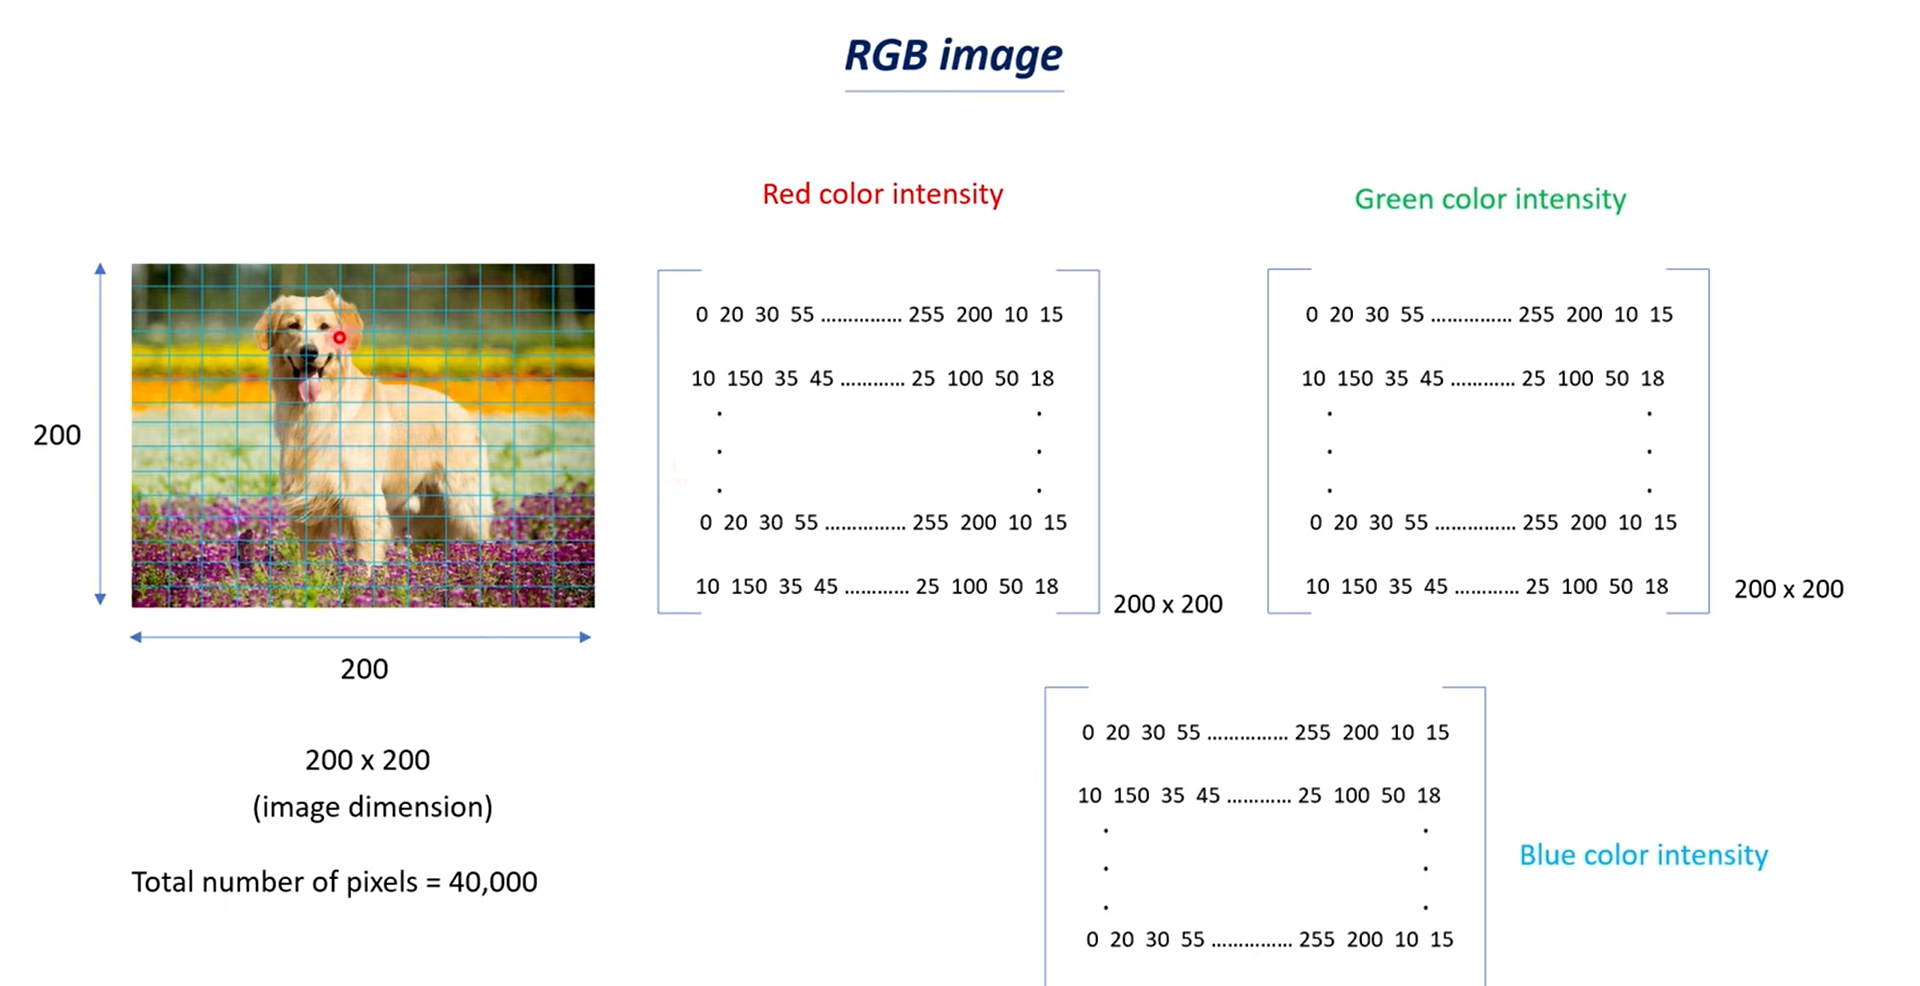 RGB image
Red color intensity
Green color intensity
0 20 30 55 ............... 255 200 10 15
10 150 35 45 ............ 25 100 50 18
.
.
.
.
.
.
0 20 30 55 ............... 255 200 10 15
10 150 35 45 ............ 25 100 50 18
200 x 200
0 20 30 55 ............... 255 200 10 15
10 150 35 45 ............ 25 100 50 18
.
.
.
.
.
.
0 20 30 55 ............... 255 200 10 15
10 150 35 45 ............ 25 100 50 18
200 x 200
200
200
200 x 200
(image dimension)
Total number of pixels = 40,000
0 20 30 55 ............... 255 200 10 15
10 150 35 45 ............ 25 100 50 18
.
.
.
.
.
.
0 20 30 55 ............... 255 200 10 15
Blue color intensity